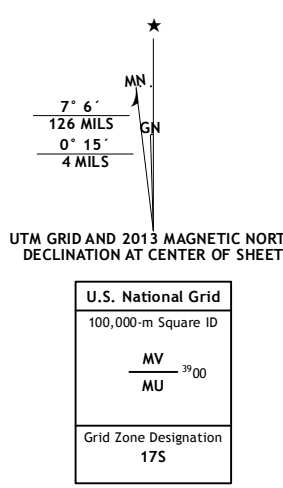 ★
MN
7° 6´
126 MILS
GN
0° 15´
4 MILS
UTM GRID AND 2013 MAGNETIC NORT
DECLINATION AT CENTER OF SHEET
U.S. National Grid
100,000-m Square ID
MV
3900
MU
Grid Zone Designation
17S